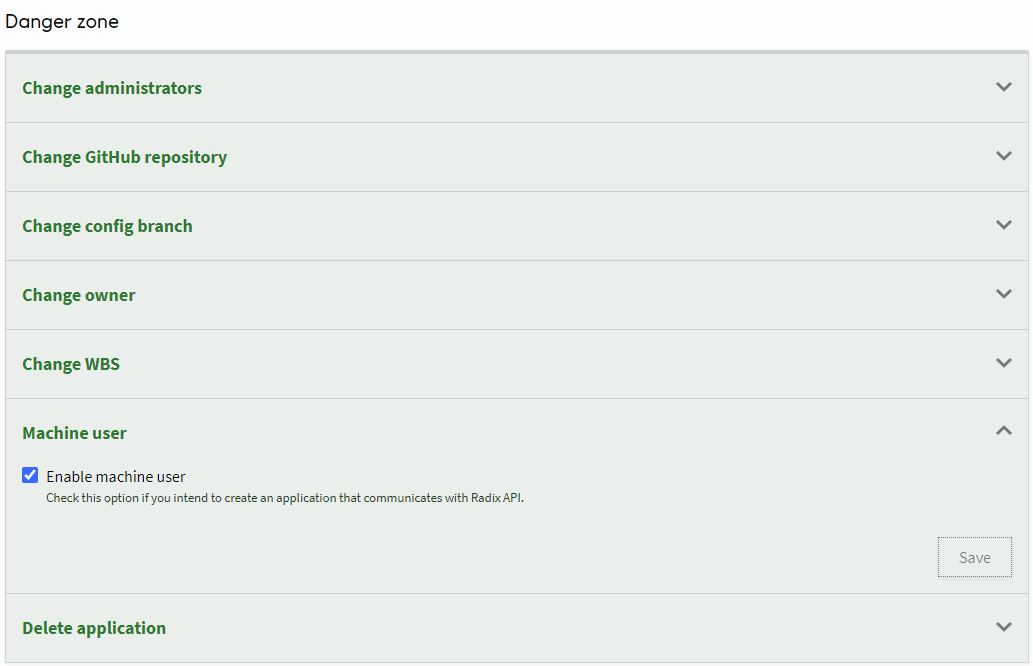 Danger zone
Change administrators
Change GitHub repository
Change config branch
Change owner
Change WBS
Machine user
Enable machine user
Check this option if you intend to create an application that communicates with Radix API.
Save
Delete application